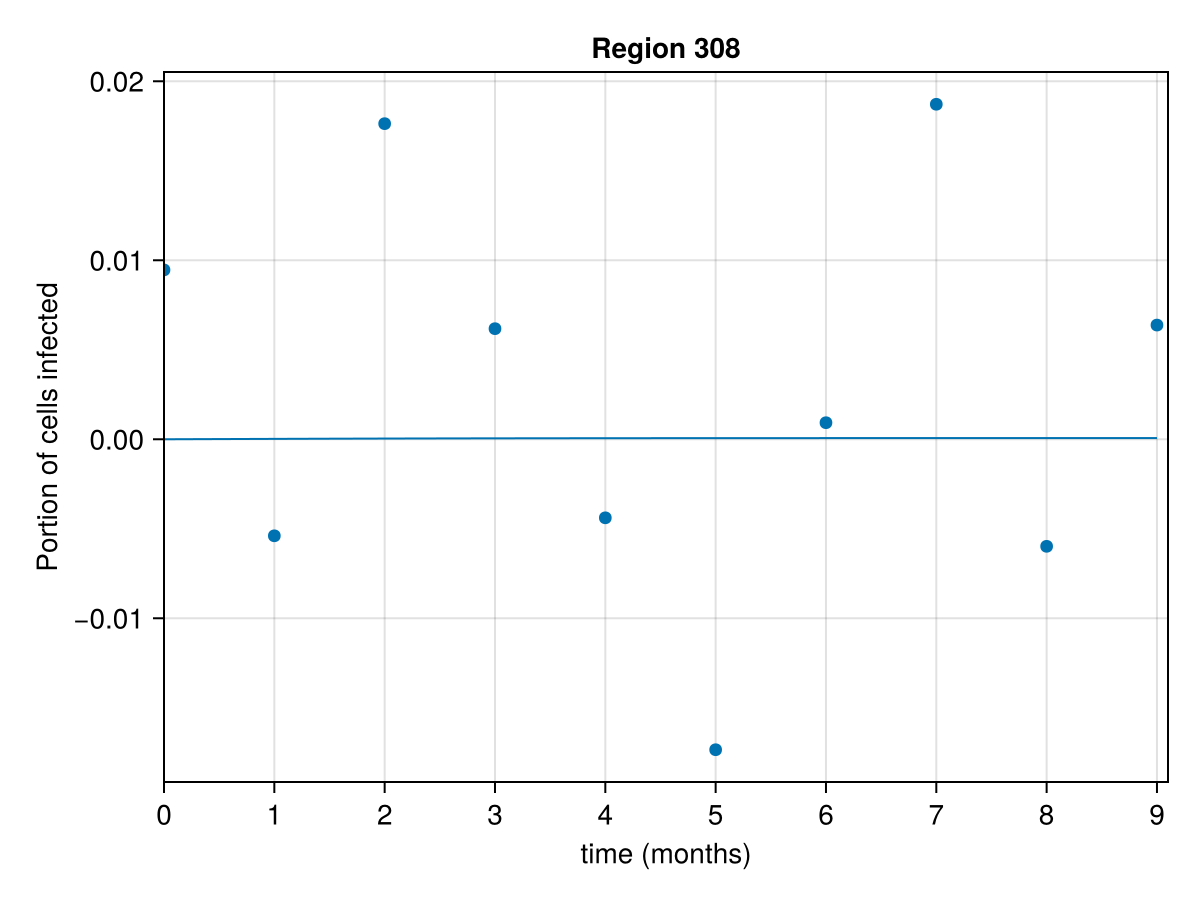 Region 308
0.02
0.01
0.00
−0.01
Portion of cells infected
0 1 2 3 4 5 6 7 8 9
time (months)